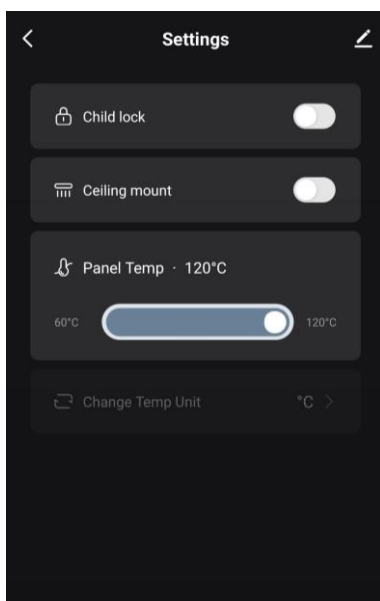 Settings
Child lock
Ceiling mount
Panel Temp · 120°C
60°C 120°C
Change Temp Unit °C